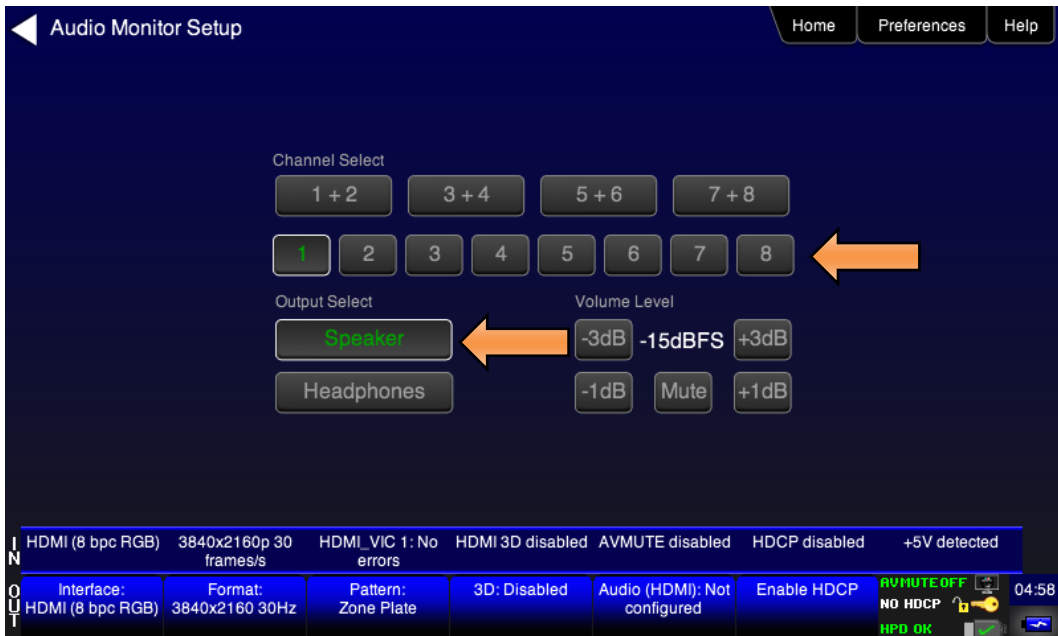 Audio Monitor Setup
Home
Preferences
Help
Channel Select
1 + 2
3 + 4
5 + 6
7 + 8
1
2
3
4
5
6
7
8
Output Select
Volume Level
Speaker
-3dB
-15dBFS
+3dB
Headphones
-1dB
Mute
+1dB
IN
HDMI (8 bpc RGB)
3840x2160p 30
frames/s
HDMI_VIC 1: No
errors
HDMI 3D disabled
AVMUTE disabled
HDCP disabled
+5V detected
OUT
Interface:
HDMI (8 bpc RGB)
Format:
3840x2160 30Hz
Pattern:
Zone Plate
3D: Disabled
Audio (HDMI): Not
configured
Enable HDCP
AVMUTEOFF
NO HDCP
HPD OK
04:58